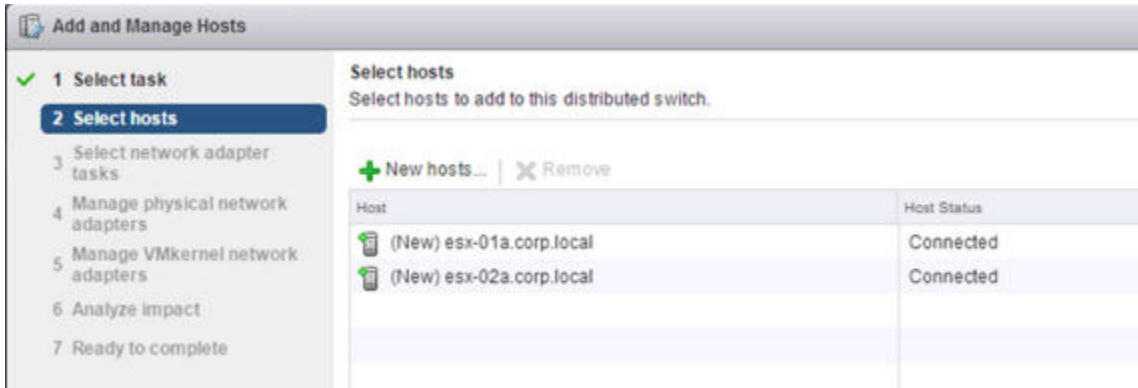 Add and Manage Hosts
1 Select task
2 Select hosts
3 Select network adapter
tasks
4 Manage physical network
adapters
5 Manage VMkernel network
adapters
6 Analyze impact
7 Ready to complete
Select hosts
Select hosts to add to this distributed switch.
New hosts... | Remove
Host Host Status
(New) esx-01a.corp.local Connected
(New) esx-02a.corp.local Connected